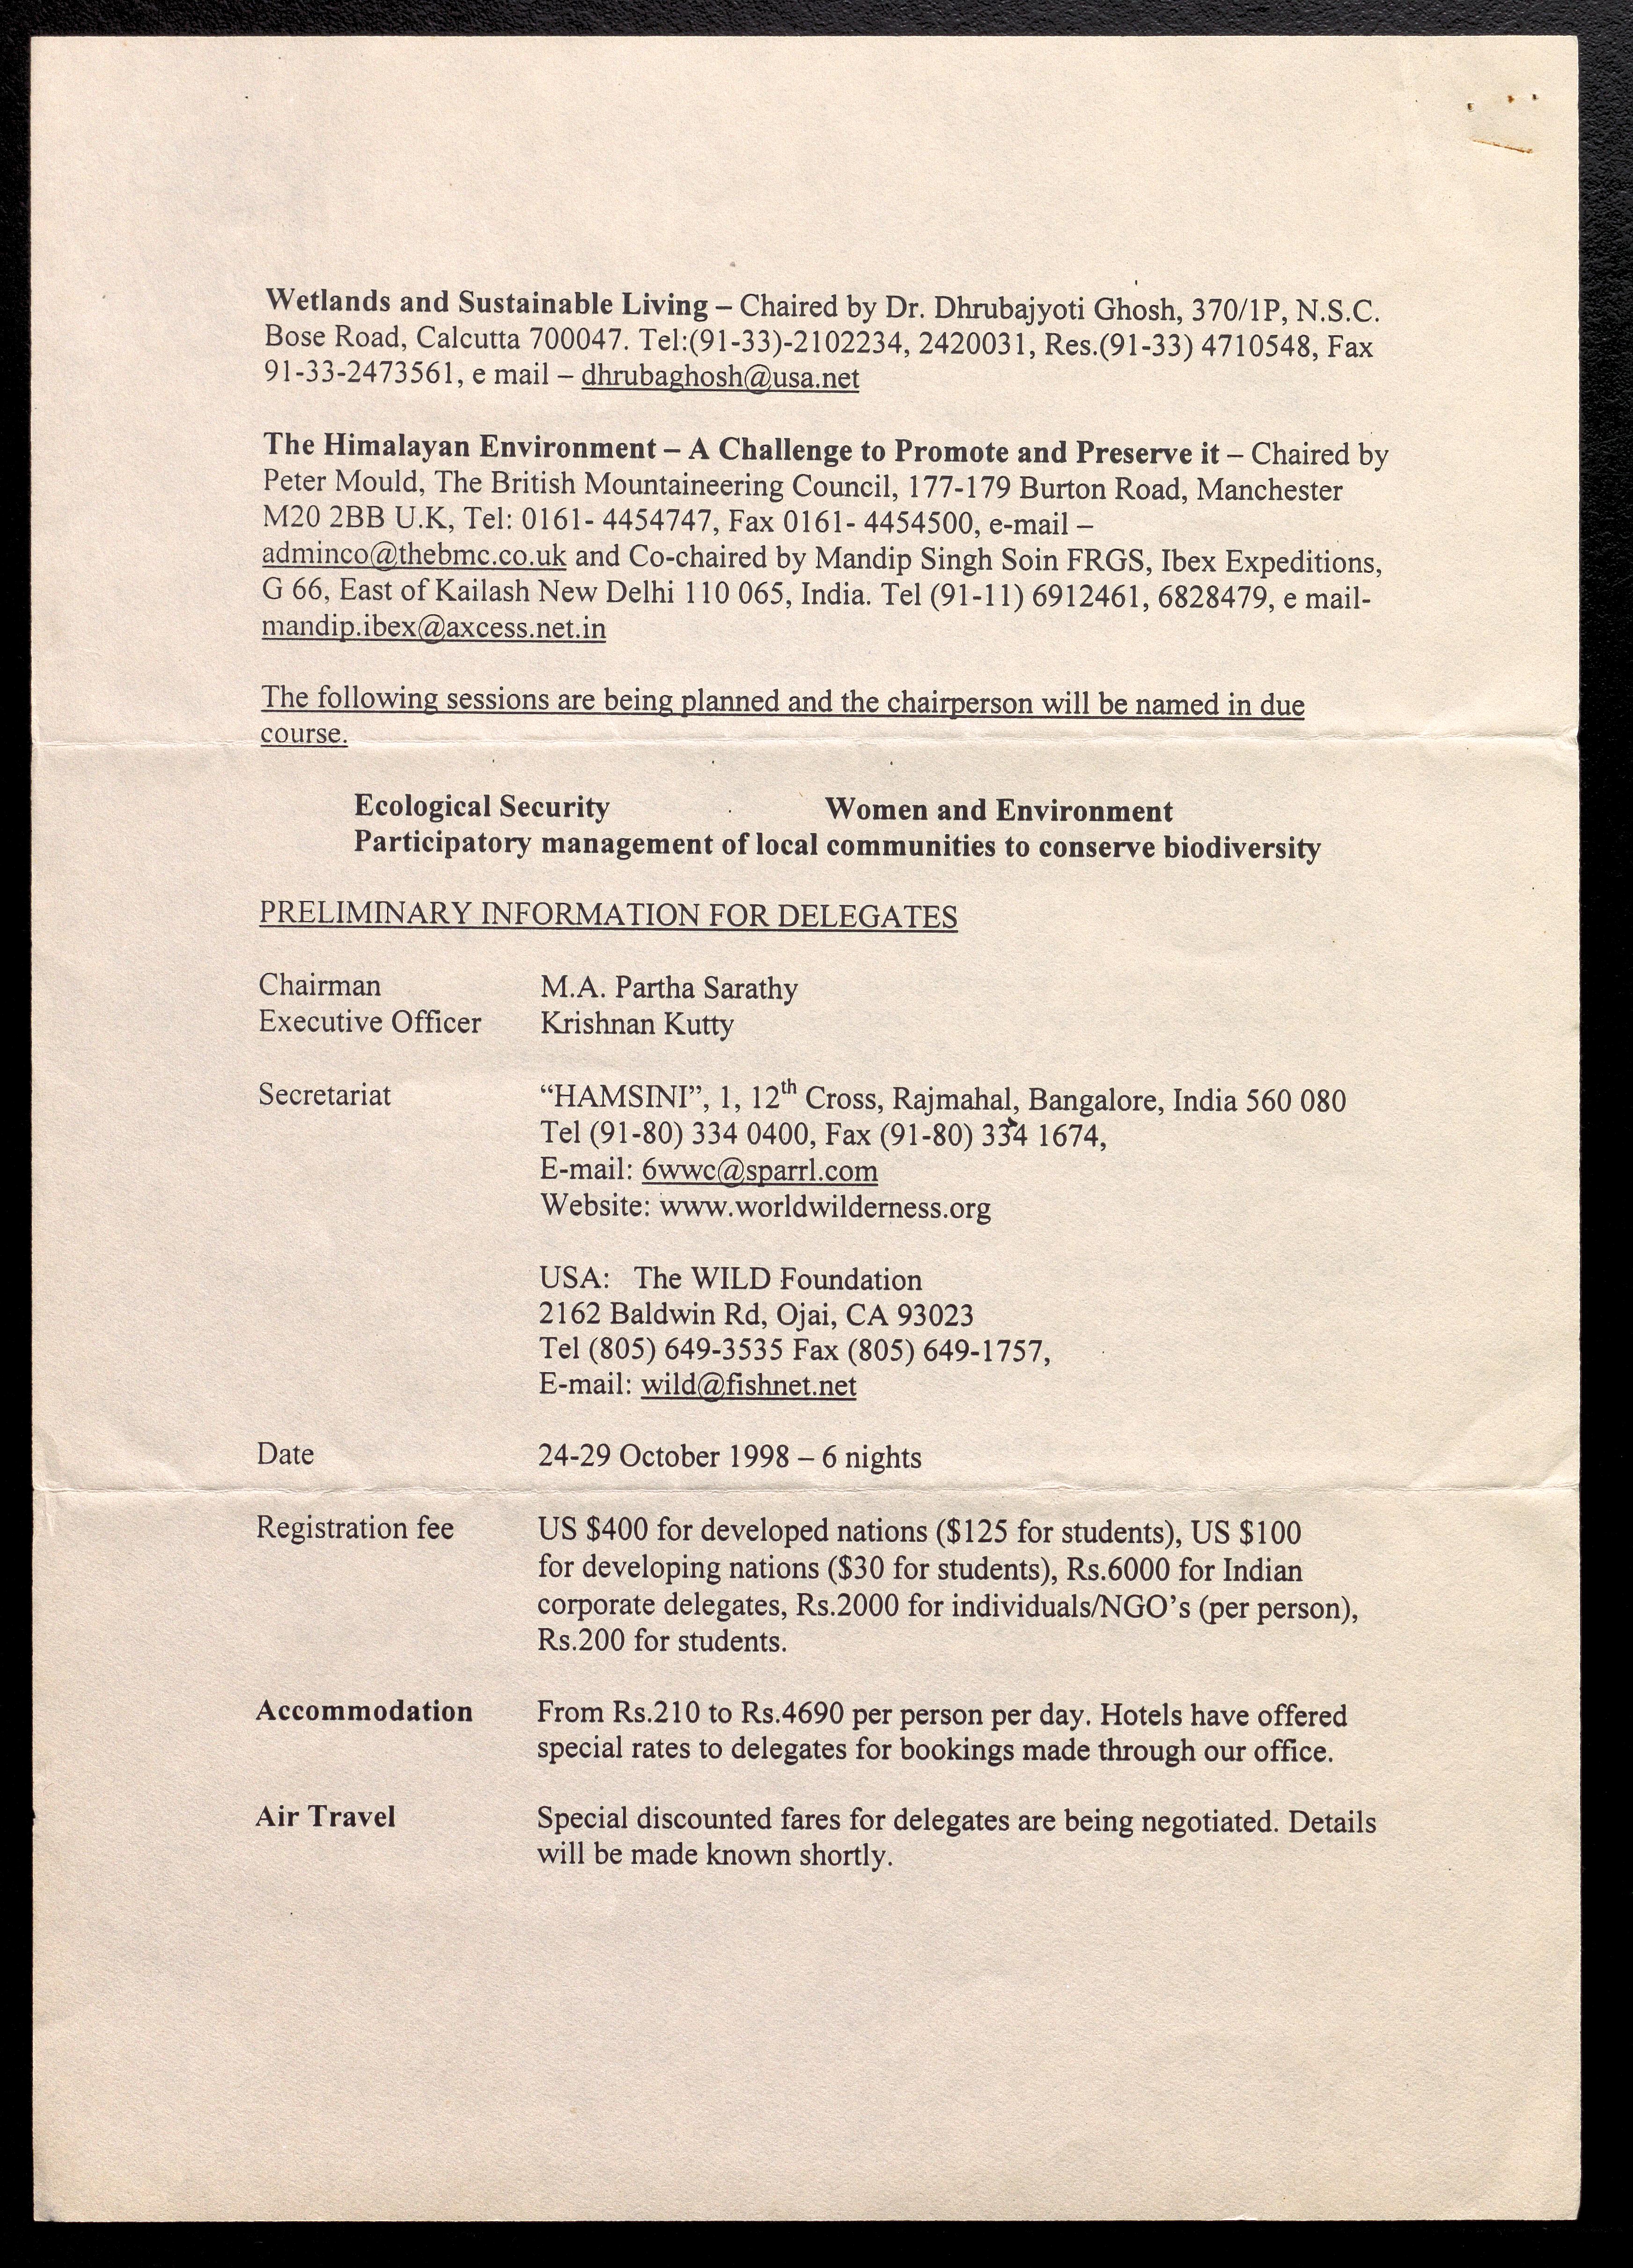 Wetlands and Sustainable Living – Chaired by Dr. Dhrubajyoti Ghosh, 370/1P, N.S.C.
Bose Road, Calcutta 700047. Tel:(91-33)-2102234, 2420031, Res.(91-33) 4710548, Fax
91-33-2473561, e mail – dhrubaghosh@usa.net
The Himalayan Environment – A Challenge to Promote and Preserve it – Chaired by
Peter Mould, The British Mountaineering Council, 177-179 Burton Road, Manchester
M20 2BB U.K, Tel: 0161- 4454747, Fax 0161- 4454500, e-mail –
adminco@thebmc.co.uk and Co-chaired by Mandip Singh Soin FRGS, Ibex Expeditions,
G 66, East of Kailash New Delhi 110 065, India. Tel (91-11) 6912461, 6828479, e mail-
mandip.ibex@axcess.net.in
The following sessions are being planned and the chairperson will be named in due
course.
Ecological Security Women and Environment
Participatory management of local communities to conserve biodiversity
PRELIMINARY INFORMATION FOR DELEGATES
Chairman M.A. Partha Sarathy
Executive Officer Krishnan Kutty
Secretariat “HAMSINI”, 1, 12th Cross, Rajmahal, Bangalore, India 560 080
Tel (91-80) 334 0400, Fax (91-80) 334 1674,
E-mail: 6wwc@sparrl.com
Website: www.worldwilderness.org
USA: The WILD Foundation
2162 Baldwin Rd, Ojai, CA 93023
Tel (805) 649-3535 Fax (805) 649-1757,
E-mail: wild@fishnet.net
Date 24-29 October 1998 – 6 nights
Registration fee US $400 for developed nations ($125 for students), US $100
for developing nations ($30 for students), Rs.6000 for Indian
corporate delegates, Rs.2000 for individuals/NGO’s (per person),
Rs.200 for students.
Accommodation From Rs.210 to Rs.4690 per person per day. Hotels have offered
special rates to delegates for bookings made through our office.
Air Travel Special discounted fares for delegates are being negotiated. Details
will be made known shortly.